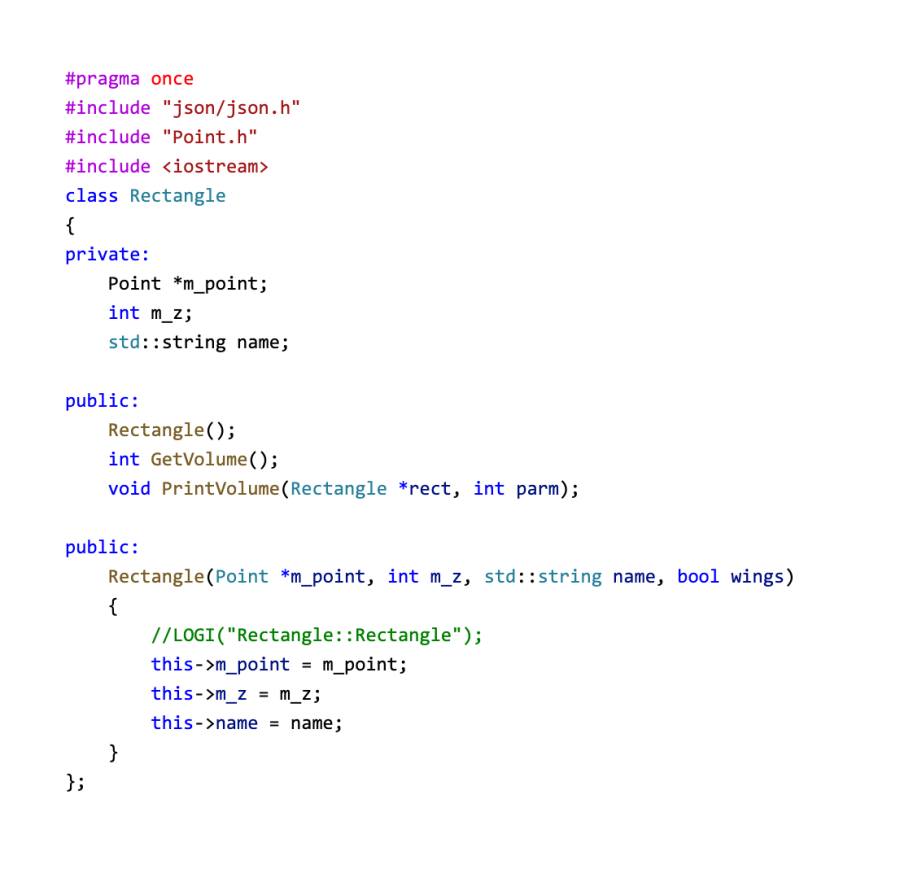 #pragma once
#include "json/json.h"
#include "Point.h"
#include <iostream>
class Rectangle
{
private:
    Point *m_point;
    int m_z;
    std::string name;

public:
    Rectangle();
    int GetVolume();
    void PrintVolume(Rectangle *rect, int parm);

public:
    Rectangle(Point *m_point, int m_z, std::string name, bool wings)
    {
        //LOGI("Rectangle::Rectangle");
        this->m_point = m_point;
        this->m_z = m_z;
        this->name = name;
    }
};